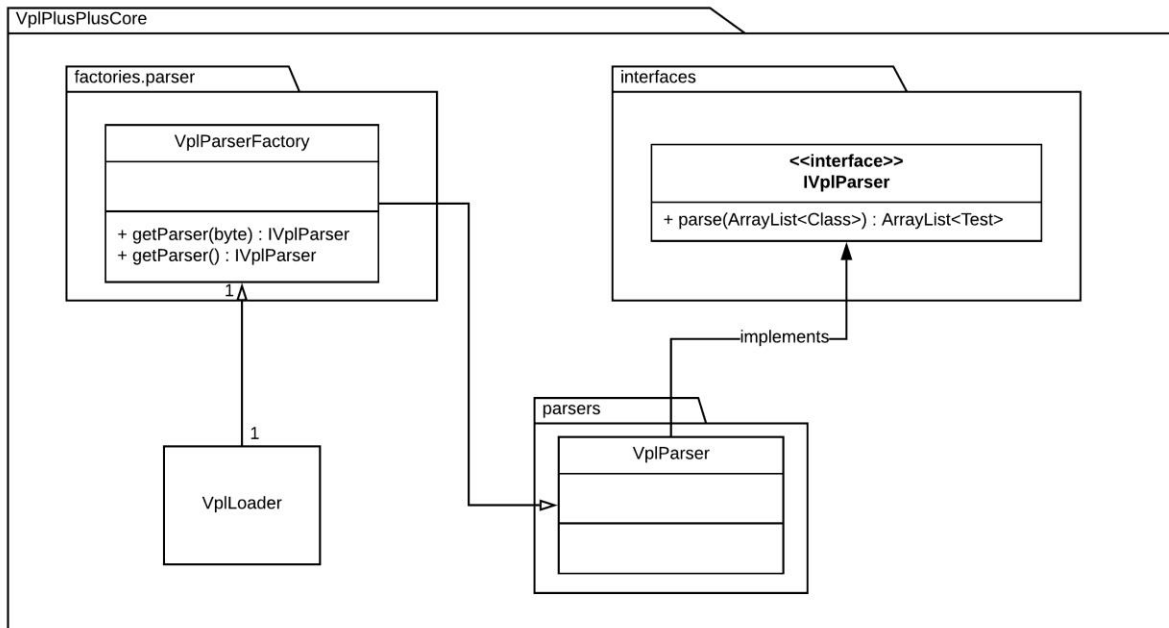 VplPlusPlusCore
factories.parser
interfaces
VplParserFactory
<<interface>>
IVplParser
+ parse(ArrayList<Class>) : ArrayList<Test>
+ getParser(byte) : IVplParser
+ getParser() : IVplParser
1
implements
parsers
1
VplParser
VplLoader